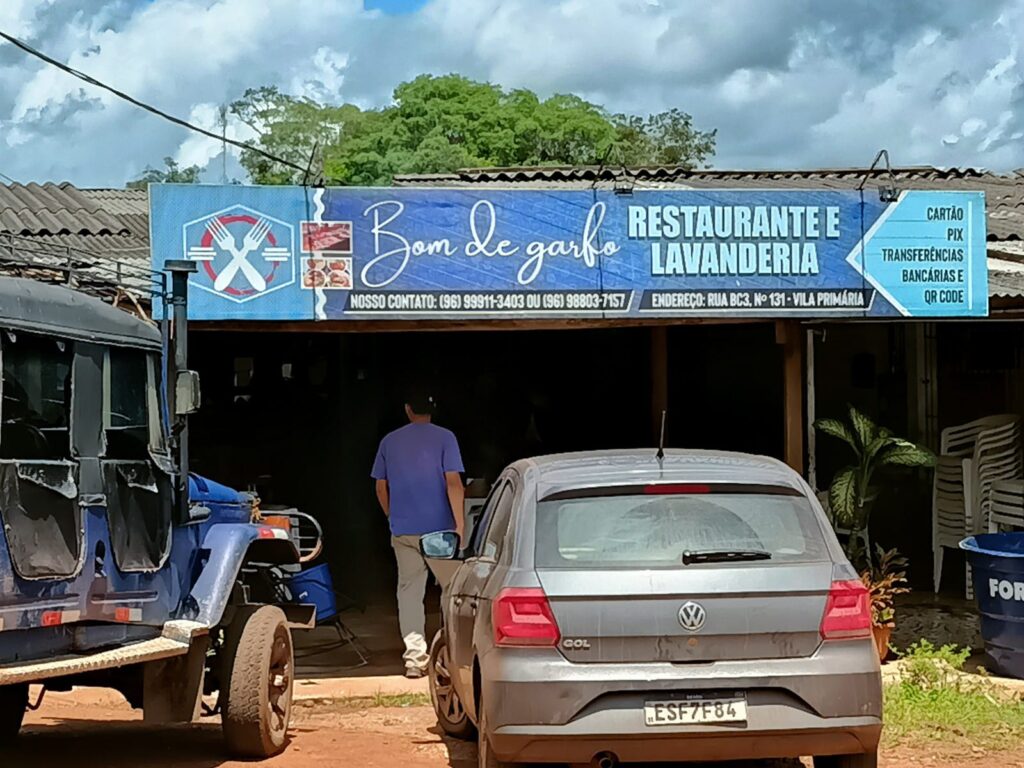 Bom de garfo
RESTAURANTE E
LAVANDERIA
NOSSO CONTATO: (96) 99911-3403 OU (96) 98803-7157
ENDEREÇO: RUA BC3, Nº 131 - VILA PRIMÁRIA
CARTÃO
PIX
TRANSFERÊNCIAS
BANCÁRIAS E
QR CODE
GOL
ESF7F84
FOR